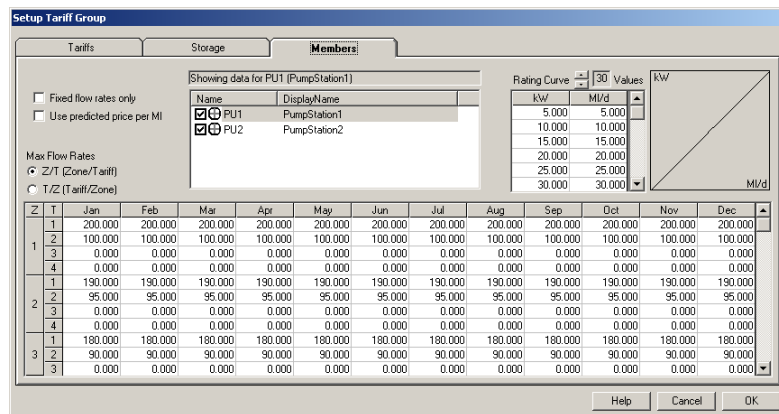 Setup Tariff Group
Tariffs Storage Members
Showing data for PU1 (PumpStation1)
Rating Curve 30 Values kW
Fixed flow rates only
Use predicted price per Ml
Name DisplayName
PU1 PumpStation1
PU2 PumpStation2
kW Ml/d
5.000 5.000
10.000 10.000
15.000 15.000
20.000 20.000
25.000 25.000
30.000 30.000
Ml/d
Max Flow Rates
Z/T (Zone/Tariff)
T/Z (Tariff/Zone)
Z T Jan Feb Mar Apr May Jun Jul Aug Sep Oct Nov Dec
1 1 200.000 200.000 200.000 200.000 200.000 200.000 200.000 200.000 200.000 200.000 200.000 200.000
2 100.000 100.000 100.000 100.000 100.000 100.000 100.000 100.000 100.000 100.000 100.000 100.000
3 0.000 0.000 0.000 0.000 0.000 0.000 0.000 0.000 0.000 0.000 0.000 0.000
4 0.000 0.000 0.000 0.000 0.000 0.000 0.000 0.000 0.000 0.000 0.000 0.000
2 1 190.000 190.000 190.000 190.000 190.000 190.000 190.000 190.000 190.000 190.000 190.000 190.000
2 95.000 95.000 95.000 95.000 95.000 95.000 95.000 95.000 95.000 95.000 95.000 95.000
3 0.000 0.000 0.000 0.000 0.000 0.000 0.000 0.000 0.000 0.000 0.000 0.000
4 0.000 0.000 0.000 0.000 0.000 0.000 0.000 0.000 0.000 0.000 0.000 0.000
3 1 180.000 180.000 180.000 180.000 180.000 180.000 180.000 180.000 180.000 180.000 180.000 180.000
2 90.000 90.000 90.000 90.000 90.000 90.000 90.000 90.000 90.000 90.000 90.000 90.000
3 0.000 0.000 0.000 0.000 0.000 0.000 0.000 0.000 0.000 0.000 0.000 0.000
Help Cancel OK